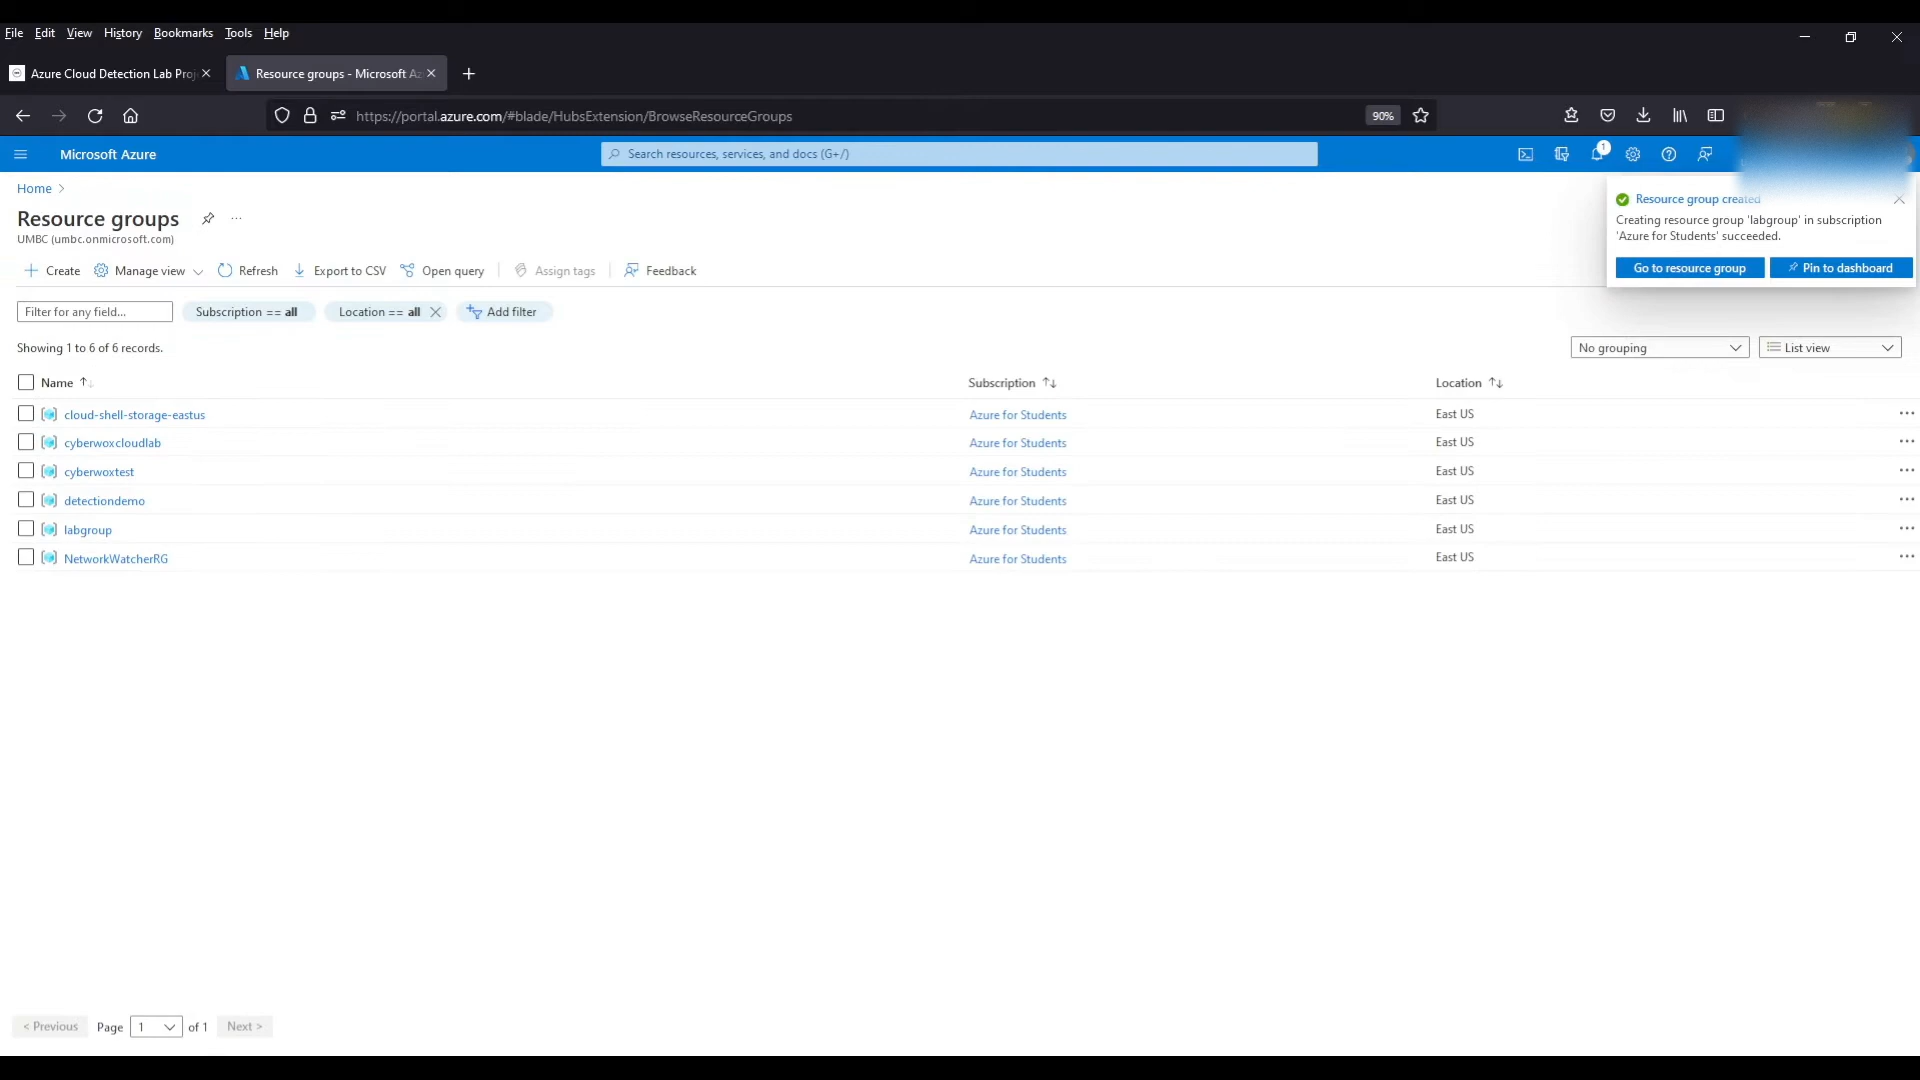 File Edit View History Bookmarks Tools Help
Azure Cloud Detection Lab Proj
Resource groups - Microsoft Az
https://portal.azure.com/#blade/HubsExtension/BrowseResourceGroups
90%
Microsoft Azure
Search resources, services, and docs (G+/)
1
Home
Resource groups
UMBC (umbc.onmicrosoft.com)
Resource group created
Creating resource group 'labgroup' in subscription
'Azure for Students' succeeded.
Go to resource group
Pin to dashboard
Create Manage view Refresh Export to CSV Open query Assign tags Feedback
Filter for any field...
Subscription == all
Location == all
Add filter
Showing 1 to 6 of 6 records.
No grouping
List view
Name Subscription Location
cloud-shell-storage-eastus Azure for Students East US
cyberwoxcloudlab Azure for Students East US
cyberwoxtest Azure for Students East US
detectiondemo Azure for Students East US
labgroup Azure for Students East US
NetworkWatcherRG Azure for Students East US
< Previous Page 1 of 1 Next >